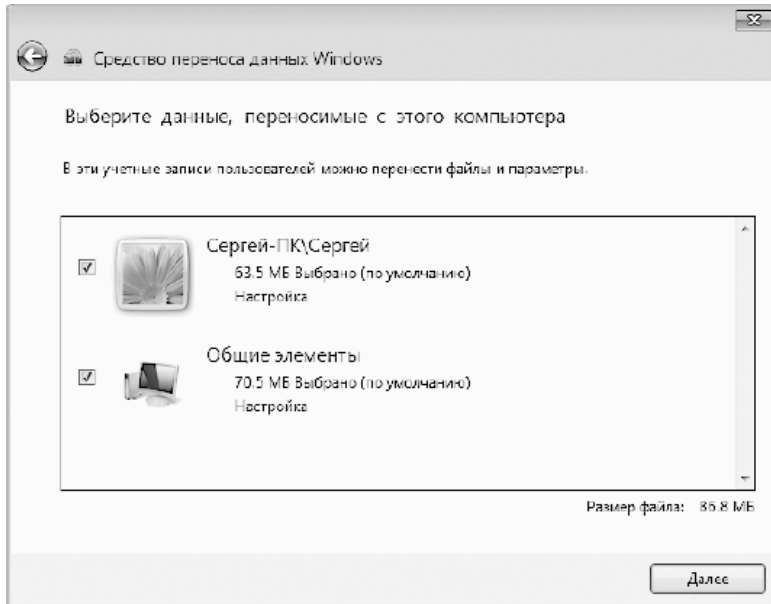 Средство переноса данных Windows
Выберите данные, переносимые с этого компьютера
В эти учетные записи пользователей можно перенести файлы и параметры.
Сергей-ПК\Сергей
63.5 МБ Выбрано (по умолчанию)
Настройка
Общие элементы
70.5 МБ Выбрано (по умолчанию)
Настройка
Размер файла: 86.8 МБ
Далее